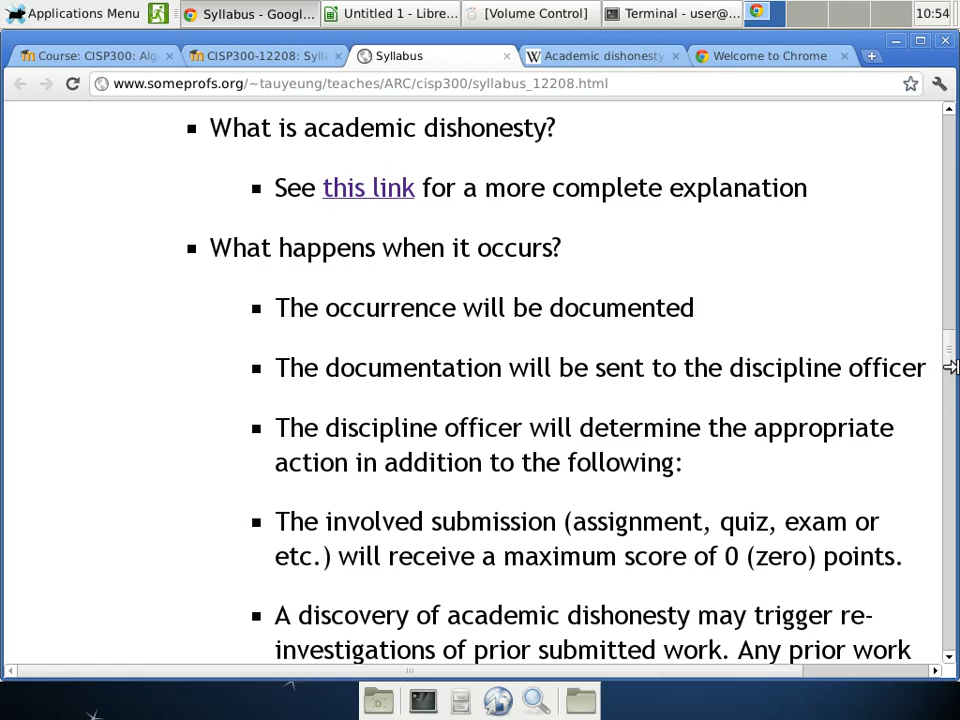 Applications Menu
Syllabus - Googl...
Untitled 1 - Libre...
[Volume Control]
Terminal - user@...
10:54
Course: CISP300: Alg
CISP300-12208: Sylla
Syllabus
Academic dishonesty
Welcome to Chrome
www.someprofs.org/~tauyeung/teaches/ARC/cisp300/syllabus_12208.html
What is academic dishonesty?
See this link for a more complete explanation
What happens when it occurs?
The occurrence will be documented
The documentation will be sent to the discipline officer
The discipline officer will determine the appropriate
action in addition to the following:
The involved submission (assignment, quiz, exam or
etc.) will receive a maximum score of 0 (zero) points.
A discovery of academic dishonesty may trigger re-
investigations of prior submitted work. Any prior work